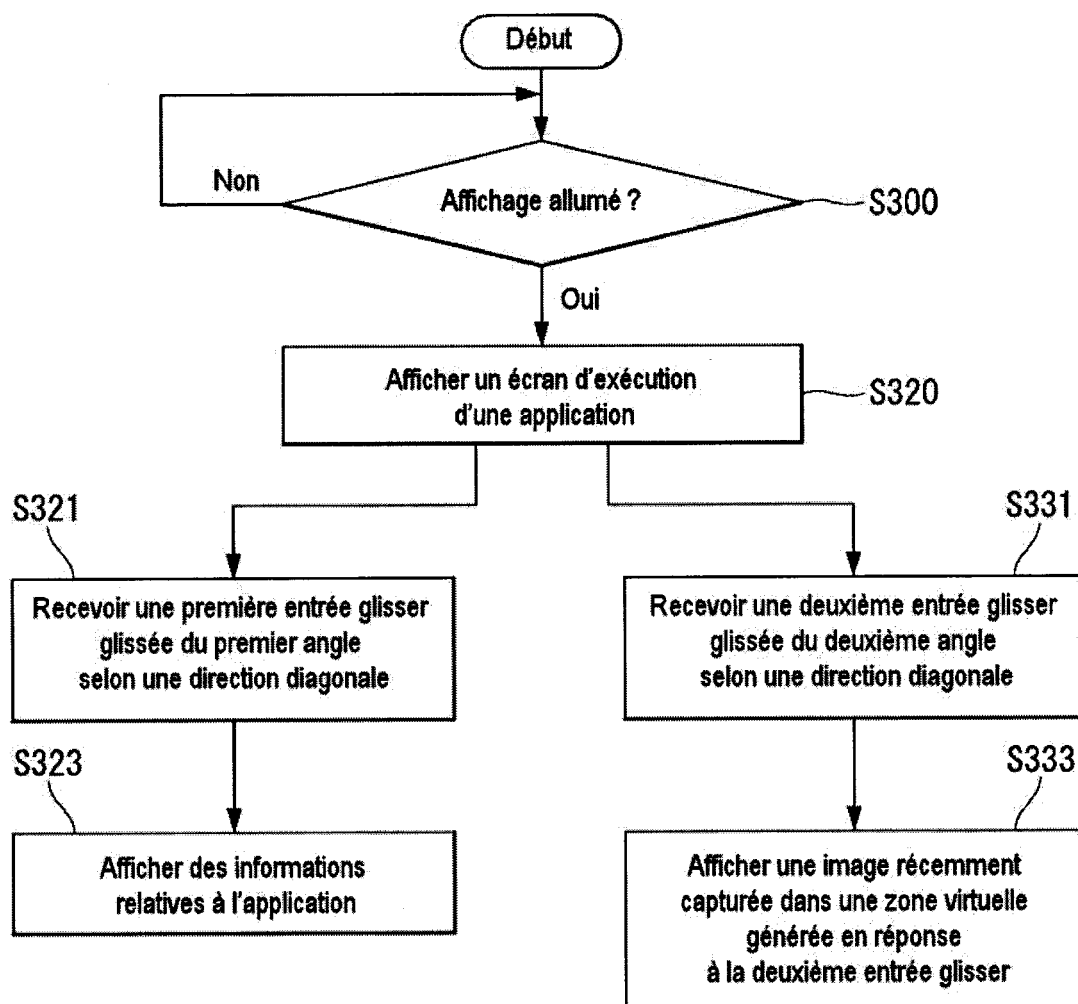 Début
Non
Affichage allumé ?
S300
Oui
Afficher un écran d'exécution
d'une application
S320
S321
Recevoir une première entrée glisser
glissée du premier angle
selon une direction diagonale
S331
Recevoir une deuxième entrée glisser
glissée du deuxième angle
selon une direction diagonale
S323
Afficher des informations
relatives à l'application
S333
Afficher une image récemment
capturée dans une zone virtuelle
générée en réponse
à la deuxième entrée glisser